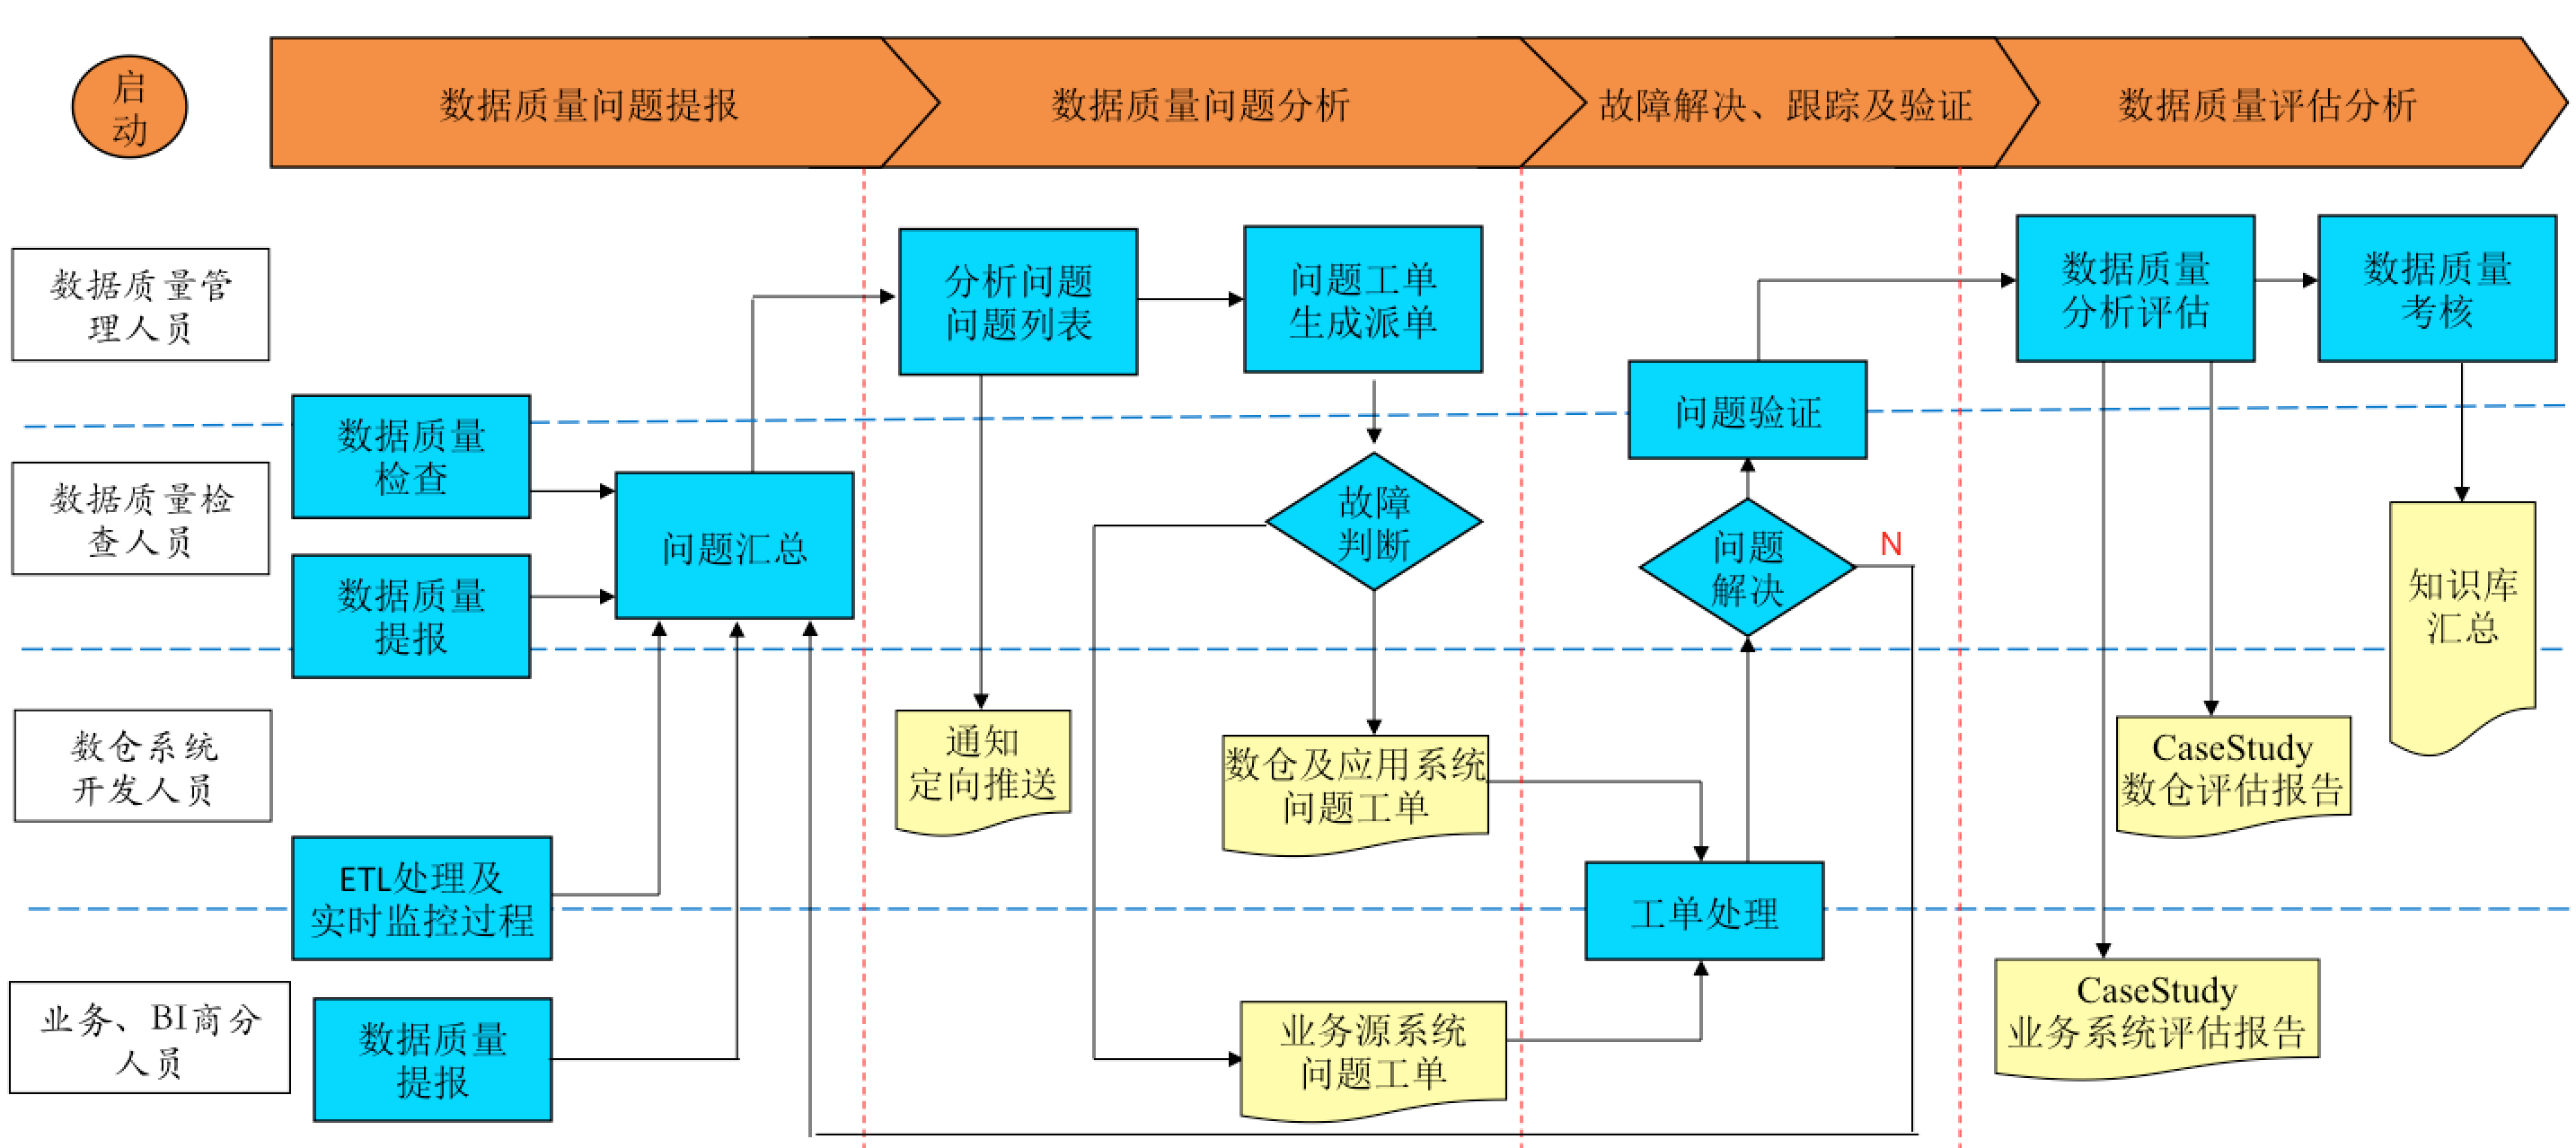 启
动
数据质量问题提报
数据质量问题分析
故障解决、跟踪及验证
数据质量评估分析
数据质量管
理人员
分析问题
问题列表
问题工单
生成派单
数据质量
分析评估
数据质量
考核
数据质量
检查
问题验证
数据质量检
查人员
问题汇总
故障
判断
N
问题
解决
数据质量
提报
知识库
汇总
数仓系统
开发人员
通知
定向推送
数仓及应用系统
问题工单
CaseStudy
数仓评估报告
ETL处理及
实时监控过程
工单处理
业务、BI商分
人员
数据质量
提报
业务源系统
问题工单
CaseStudy
业务系统评估报告